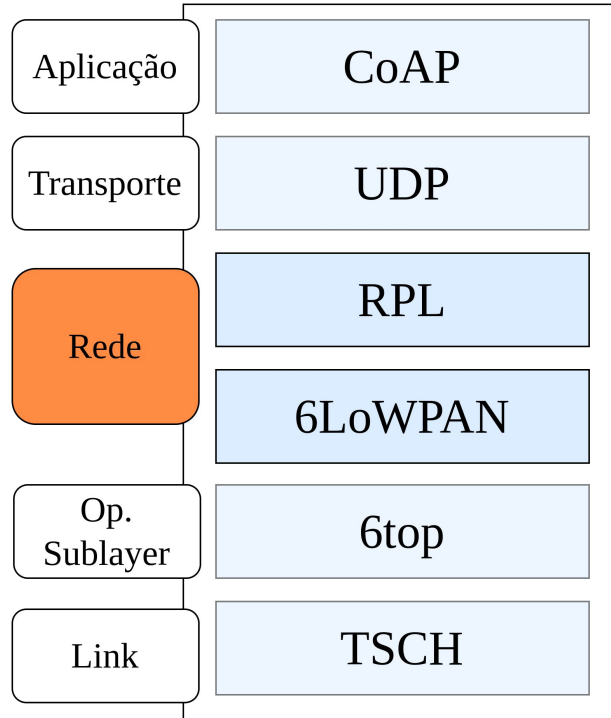 Aplicação
CoAP
Transporte
UDP
Rede
RPL
6LoWPAN
Op.
Sublayer
6top
Link
TSCH